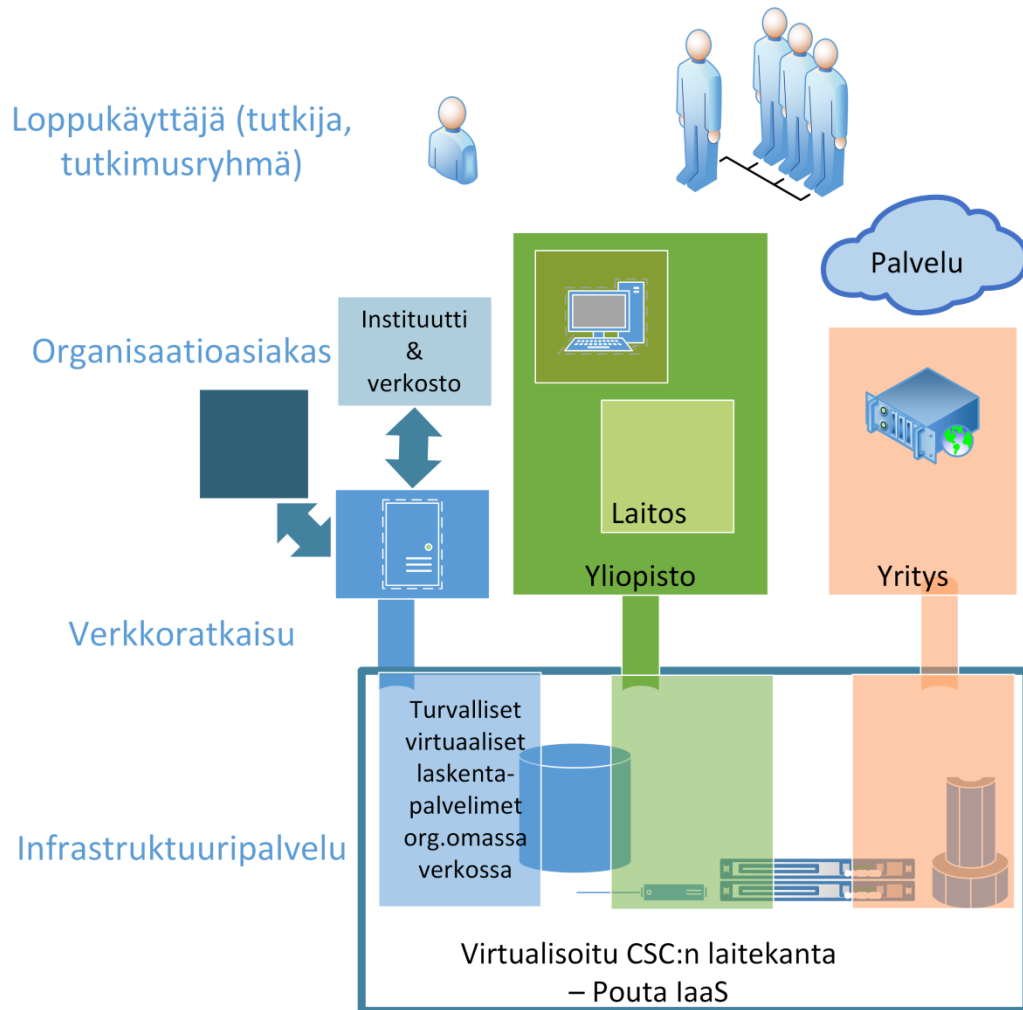 Loppukäyttäjä (tutkija,
tutkimusryhmä)
Palvelu
Organisaatioasiakas
Instituutti
&
verkosto
Laitos
Yliopisto
Yritys
Verkkoratkaisu
Turvalliset
virtuaaliset
laskenta-
palvelimet
org.omassa
verkossa
Infrastruktuuripalvelu
Virtualisoitu CSC:n laitekanta
– Pouta IaaS